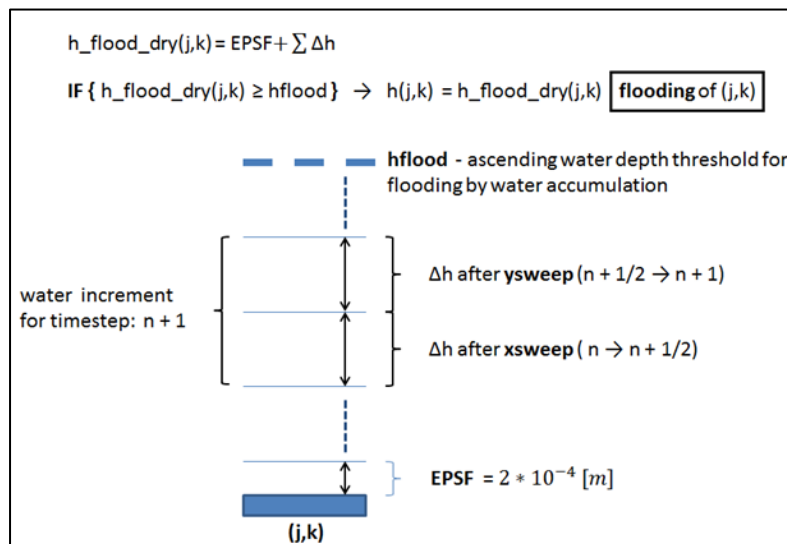 h_flood_dry(j,k) = EPSF+ ∑ Δh
IF { h_flood_dry(j,k) ≥ hflood } → h(j,k) = h_flood_dry(j,k) flooding of (j,k)
hflood - ascending water depth threshold for
flooding by water accumulation
water increment
for timestep: n + 1
Δh after ysweep (n + 1/2 → n + 1)
Δh after xsweep ( n → n + 1/2)
EPSF = 2 * 10⁻⁴ [m]
(j,k)